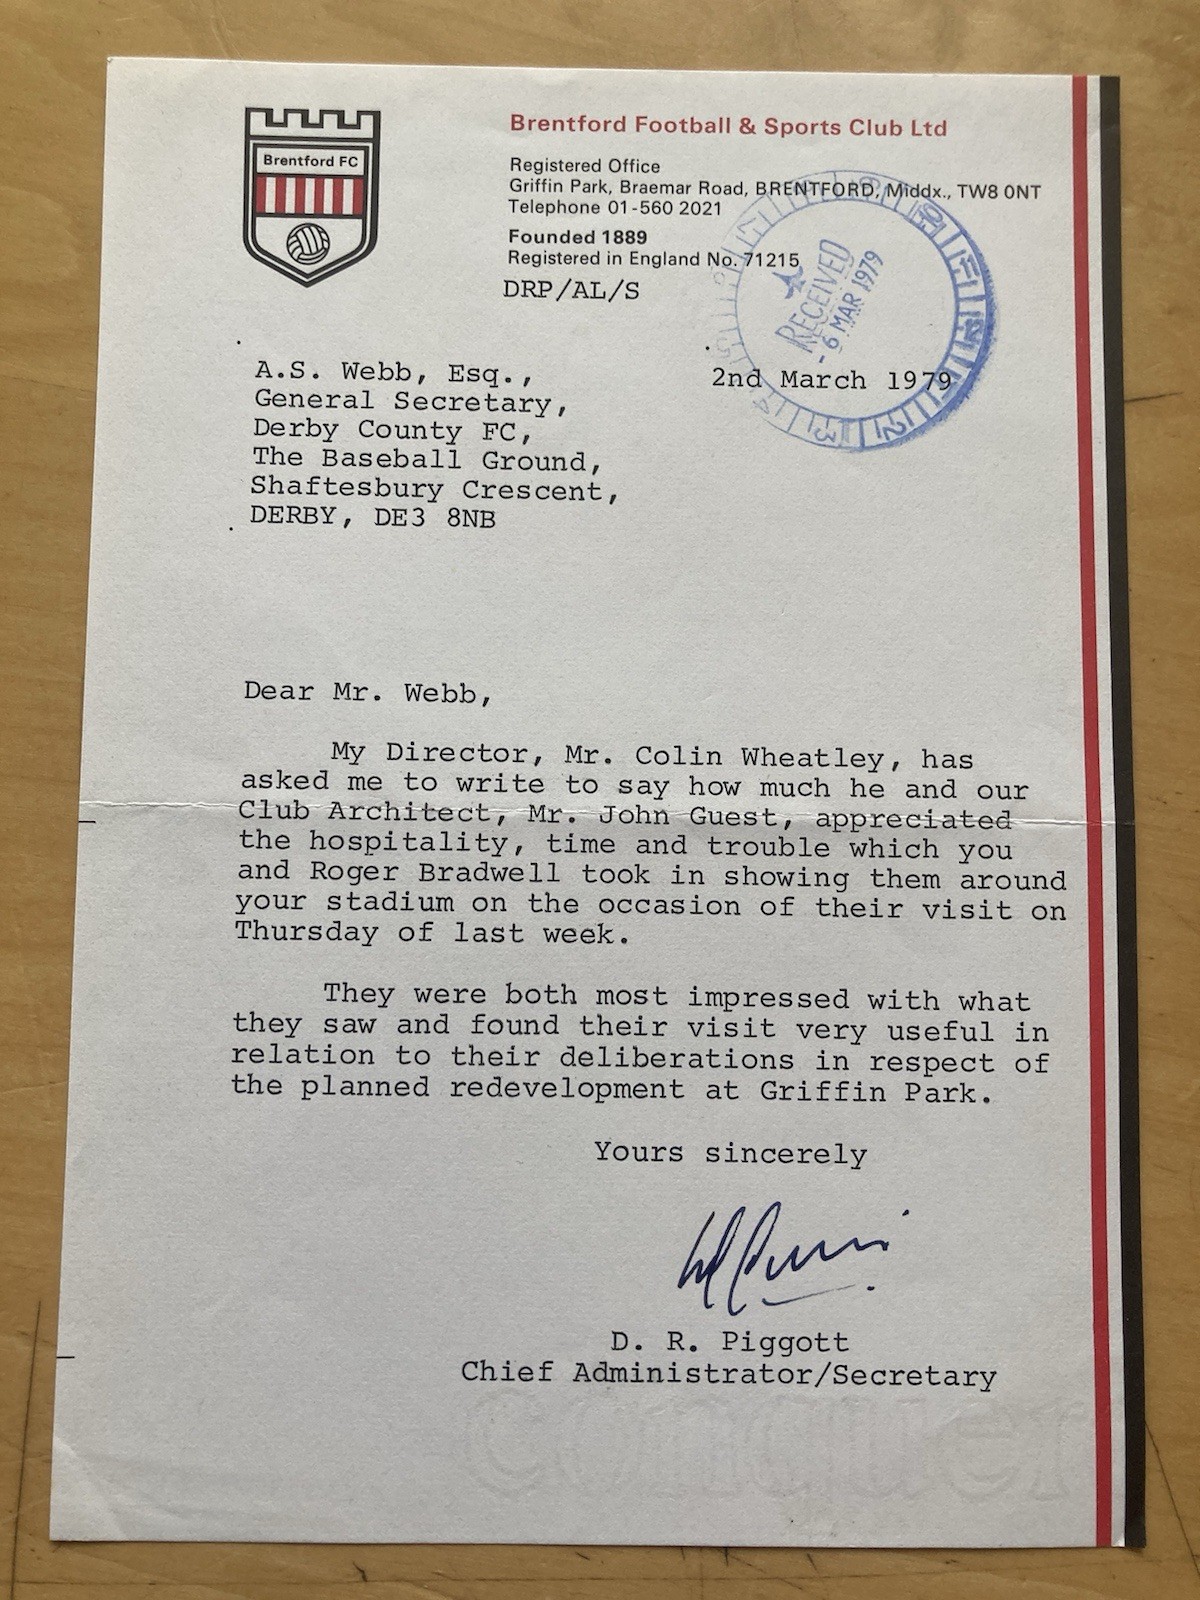 Brentford FC
Brentford Football & Sports Club Ltd
Registered Office
Griffin Park, Braemar Road, BRENTFORD, Middx., TW8 0NT
Telephone 01-560 2021
Founded 1889
Registered in England No. 71215
DRP/AL/S
RECEIVED
- 6 MAR 1979
2nd March 1979
A.S. Webb, Esq.,
General Secretary,
Derby County FC,
The Baseball Ground,
Shaftesbury Crescent,
DERBY, DE3 8NB
Dear Mr. Webb,
My Director, Mr. Colin Wheatley, has
asked me to write to say how much he and our
Club Architect, Mr. John Guest, appreciated
the hospitality, time and trouble which you
and Roger Bradwell took in showing them around
your stadium on the occasion of their visit on
Thursday of last week.
They were both most impressed with what
they saw and found their visit very useful in
relation to their deliberations in respect of
the planned redevelopment at Griffin Park.
Yours sincerely
D. R. Piggott
Chief Administrator/Secretary
conqueror